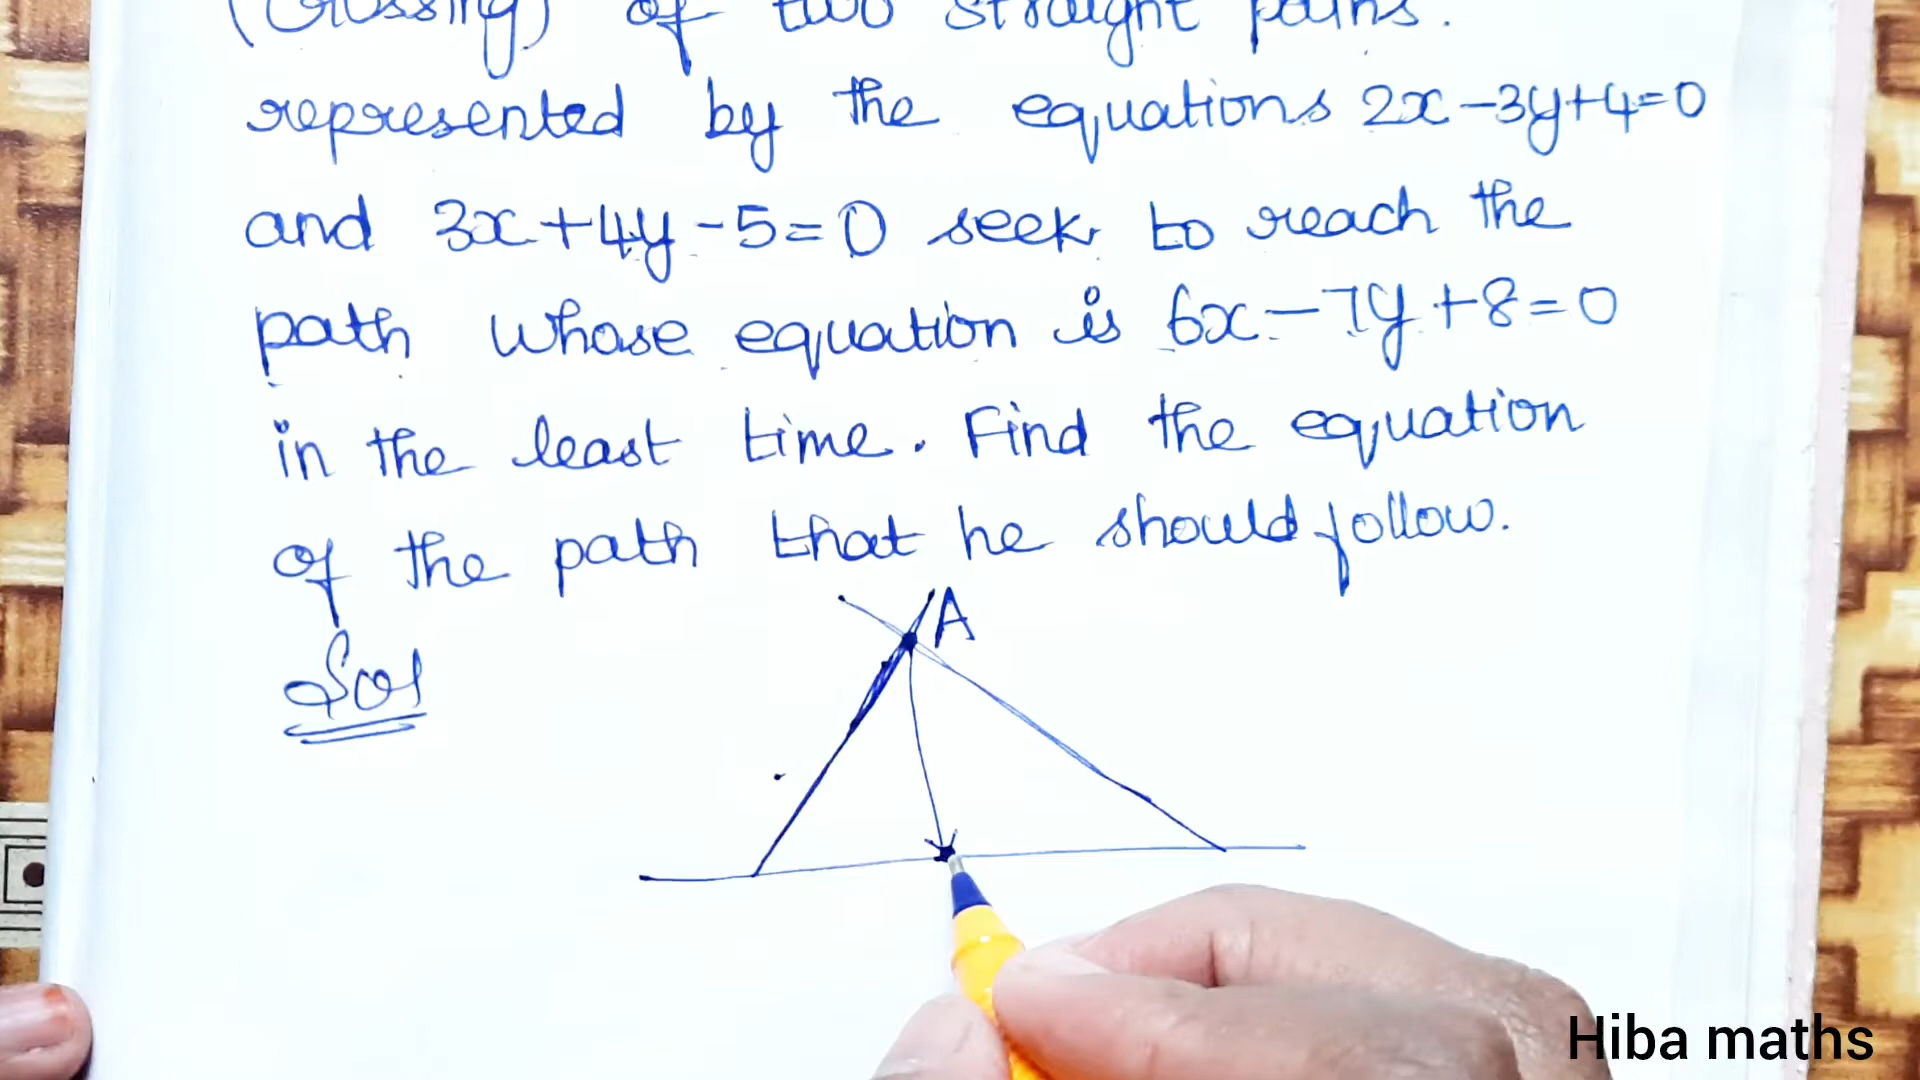 (Crossing) of two straight paths.
represented by the equations 2x-3y+4=0
and 3x+4y-5=0 seek to reach the
path whose equation is 6x-7y+8=0
in the least time. Find the equation
of the path that he should follow.
A
Sol
Hiba maths